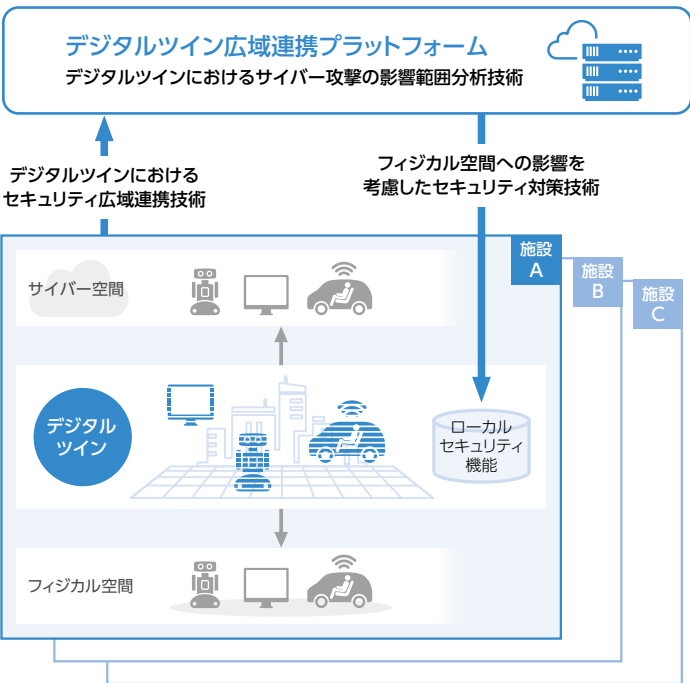 デジタルツイン広域連携プラットフォーム
デジタルツインにおけるサイバー攻撃の影響範囲分析技術
デジタルツインにおける
セキュリティ広域連携技術
フィジカル空間への影響を
考慮したセキュリティ対策技術
施設
A
施設
B
施設
C
サイバー空間
デジタル
ツイン
ローカル
セキュリティ
機能
フィジカル空間